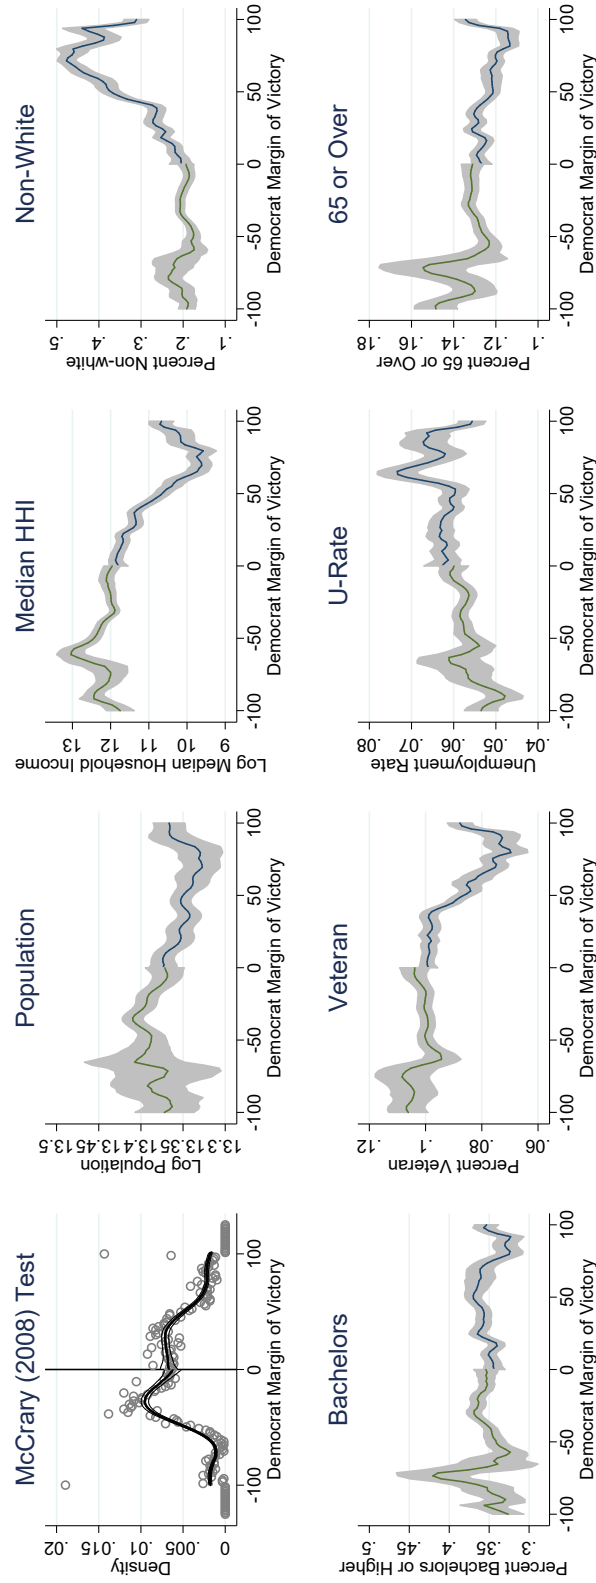 McCrary (2008) Test
Density
0 .005 .01 .015 .02
-100 0 100
Democrat Margin of Victory
Population
Log Population
13.3 13.35 13.4 13.45 13.5
-100 -50 0 50 100
Democrat Margin of Victory
Median HHI
Log Median Household Income
9 10 11 12 13
-100 -50 0 50 100
Democrat Margin of Victory
Non-White
Percent Non-white
.1 .2 .3 .4 .5
-100 -50 0 50 100
Democrat Margin of Victory
Bachelors
Percent Bachelors or Higher
.3 .35 .4 .45 .5
-100 -50 0 50 100
Democrat Margin of Victory
Veteran
Percent Veteran
.06 .08 .1 .12
-100 -50 0 50 100
Democrat Margin of Victory
U-Rate
Unemployment Rate
.04 .05 .06 .07 .08
-100 -50 0 50 100
Democrat Margin of Victory
65 or Over
Percent 65 or Over
.1 .12 .14 .16 .18
-100 -50 0 50 100
Democrat Margin of Victory